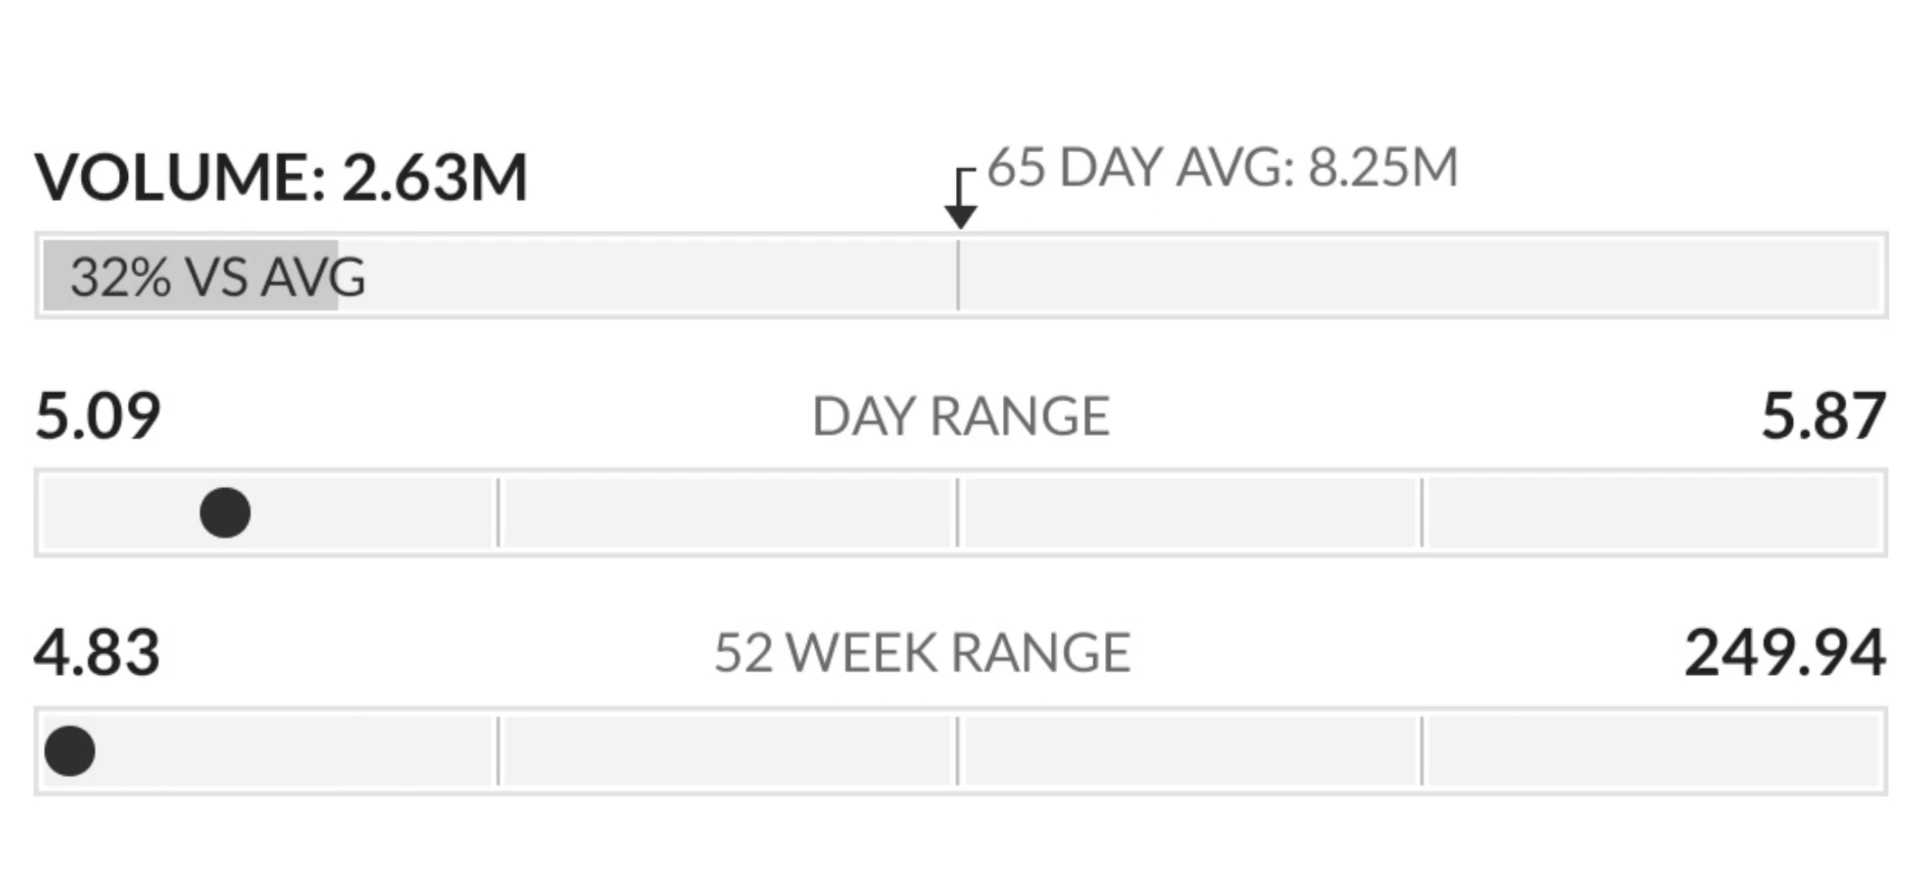 VOLUME: 2.63M
65 DAY AVG: 8.25M
32% VS AVG
5.09 DAY RANGE 5.87
4.83 52 WEEK RANGE 249.94